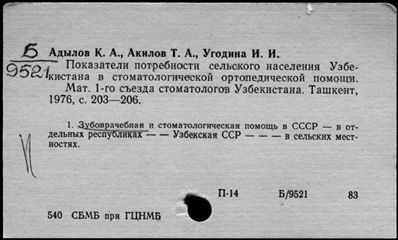 Б
9521
Адылов К. А., Акилов Т. А., Угодина И. И.
Показатели потребности сельского населения Узбе-
кистана в стоматологической ортопедической помощи.
Мат. 1-го съезда стоматологов Узбекистана. Ташкент,
1976, с. 203—206.
1. Зубоврачебная и стоматологическая помощь в СССР — в от-
дельных республиках — — Узбекская ССР — — — в сельских мест-
ностях.
П-14 Б/9521 83
540 СБМБ при ГЦНМБ